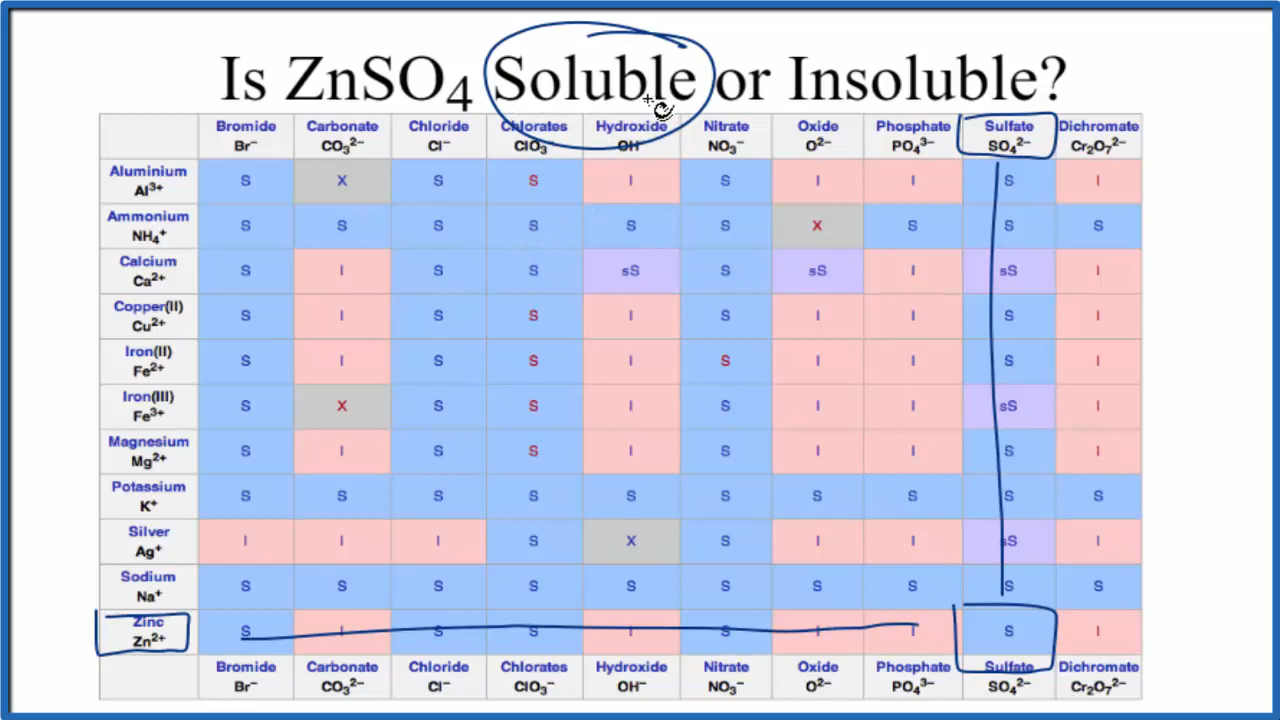 Is ZnSO4 Soluble or Insoluble?
Bromide Carbonate Chloride Chlorates Hydroxide Nitrate Oxide Phosphate Sulfate Dichromate
Br⁻ CO₃²⁻ Cl⁻ ClO₃⁻ OH⁻ NO₃⁻ O²⁻ PO₄³⁻ SO₄²⁻ Cr₂O₇²⁻
Aluminium
Al³⁺ S X S S I S I I S I
Ammonium
NH₄⁺ S S S S S S X S S S
Calcium
Ca²⁺ S I S S sS S sS I sS I
Copper(II)
Cu²⁺ S I S S I S I I S I
Iron(II)
Fe²⁺ S I S S I S I I S I
Iron(III)
Fe³⁺ S X S S I S I I sS I
Magnesium
Mg²⁺ S I S S I S I I S I
Potassium
K⁺ S S S S S S S S S S
Silver
Ag⁺ I I I S X S I I sS I
Sodium
Na⁺ S S S S S S S S S S
Zinc
Zn²⁺ S I S S I S I I S I
Bromide Carbonate Chloride Chlorates Hydroxide Nitrate Oxide Phosphate Sulfate Dichromate
Br⁻ CO₃²⁻ Cl⁻ ClO₃⁻ OH⁻ NO₃⁻ O²⁻ PO₄³⁻ SO₄²⁻ Cr₂O₇²⁻